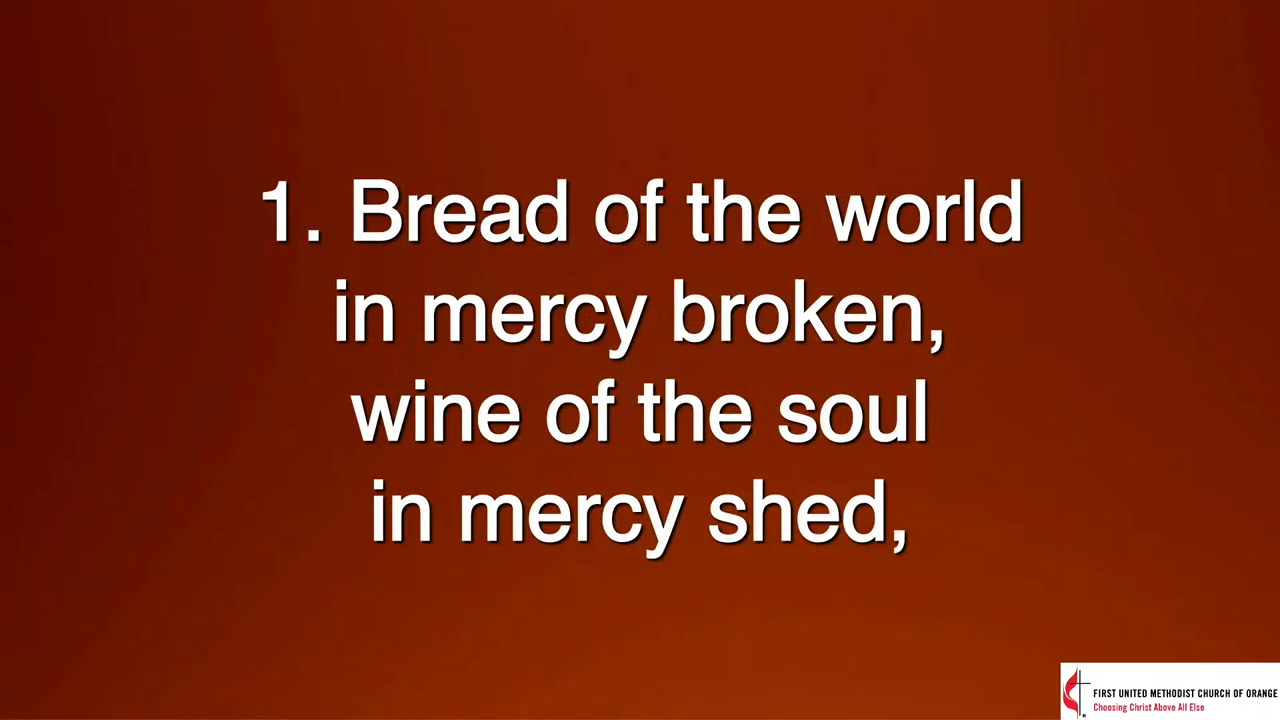 1. Bread of the world
in mercy broken,
wine of the soul
in mercy shed,
FIRST UNITED METHODIST CHURCH OF ORANGE
Choosing Christ Above All Else